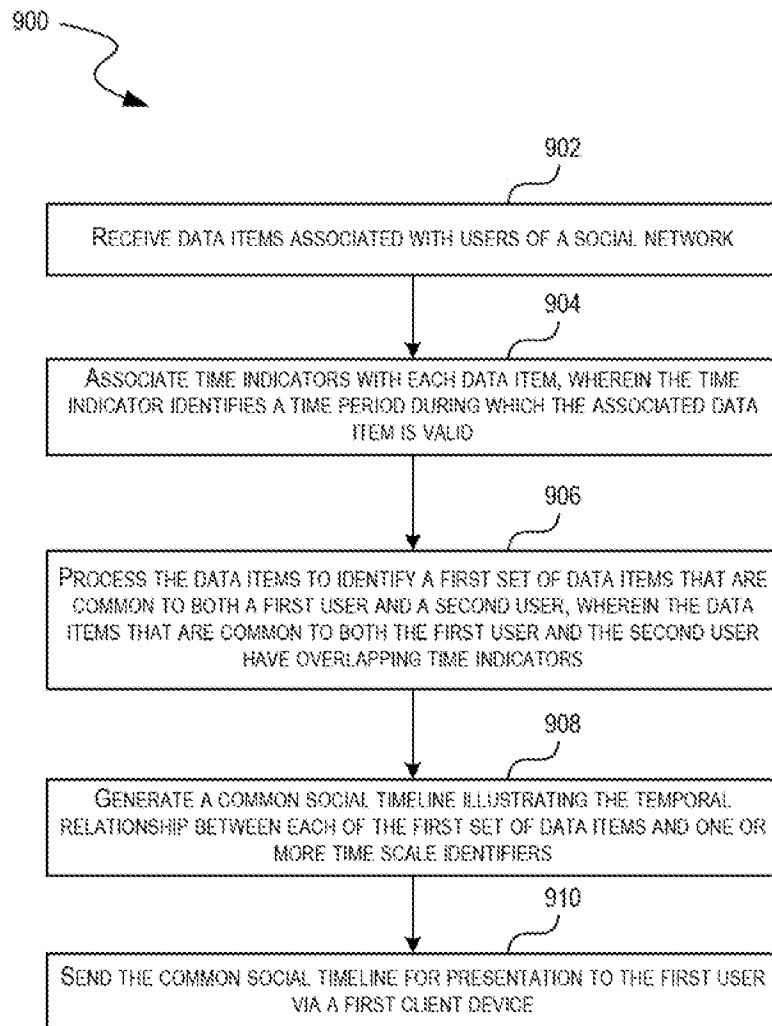 900
902
RECEIVE DATA ITEMS ASSOCIATED WITH USERS OF A SOCIAL NETWORK
904
ASSOCIATE TIME INDICATORS WITH EACH DATA ITEM, WHEREIN THE TIME
INDICATOR IDENTIFIES A TIME PERIOD DURING WHICH THE ASSOCIATED DATA
ITEM IS VALID
906
PROCESS THE DATA ITEMS TO IDENTIFY A FIRST SET OF DATA ITEMS THAT ARE
COMMON TO BOTH A FIRST USER AND A SECOND USER, WHEREIN THE DATA
ITEMS THAT ARE COMMON TO BOTH THE FIRST USER AND THE SECOND USER
HAVE OVERLAPPING TIME INDICATORS
908
GENERATE A COMMON SOCIAL TIMELINE ILLUSTRATING THE TEMPORAL
RELATIONSHIP BETWEEN EACH OF THE FIRST SET OF DATA ITEMS AND ONE OR
MORE TIME SCALE IDENTIFIERS
910
SEND THE COMMON SOCIAL TIMELINE FOR PRESENTATION TO THE FIRST USER
VIA A FIRST CLIENT DEVICE